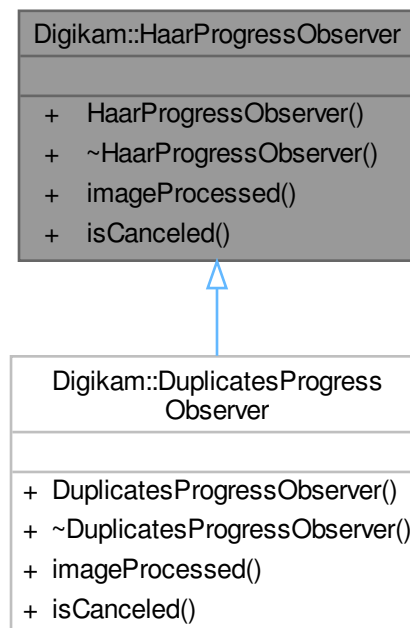 Digikam::HaarProgressObserver
+ HaarProgressObserver()
+ ~HaarProgressObserver()
+ imageProcessed()
+ isCanceled()
Digikam::DuplicatesProgress
Observer
+ DuplicatesProgressObserver()
+ ~DuplicatesProgressObserver()
+ imageProcessed()
+ isCanceled()